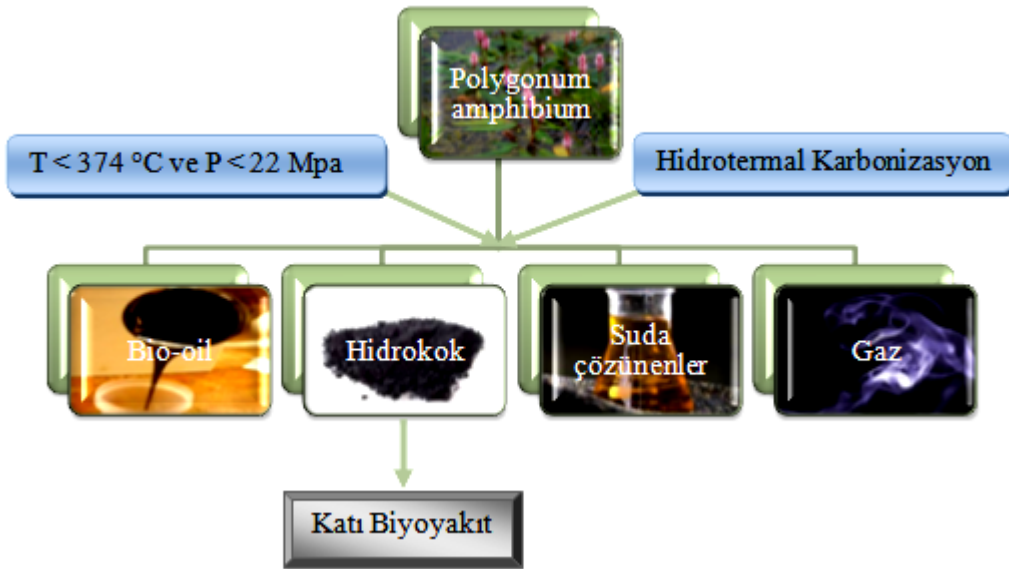 Polygonum
amphibium
T < 374 °C ve P < 22 Mpa
Hidrotermal Karbonizasyon
Bio-oil
Hidrokok
Suda
çözünenler
Gaz
Katı Biyoyakıt